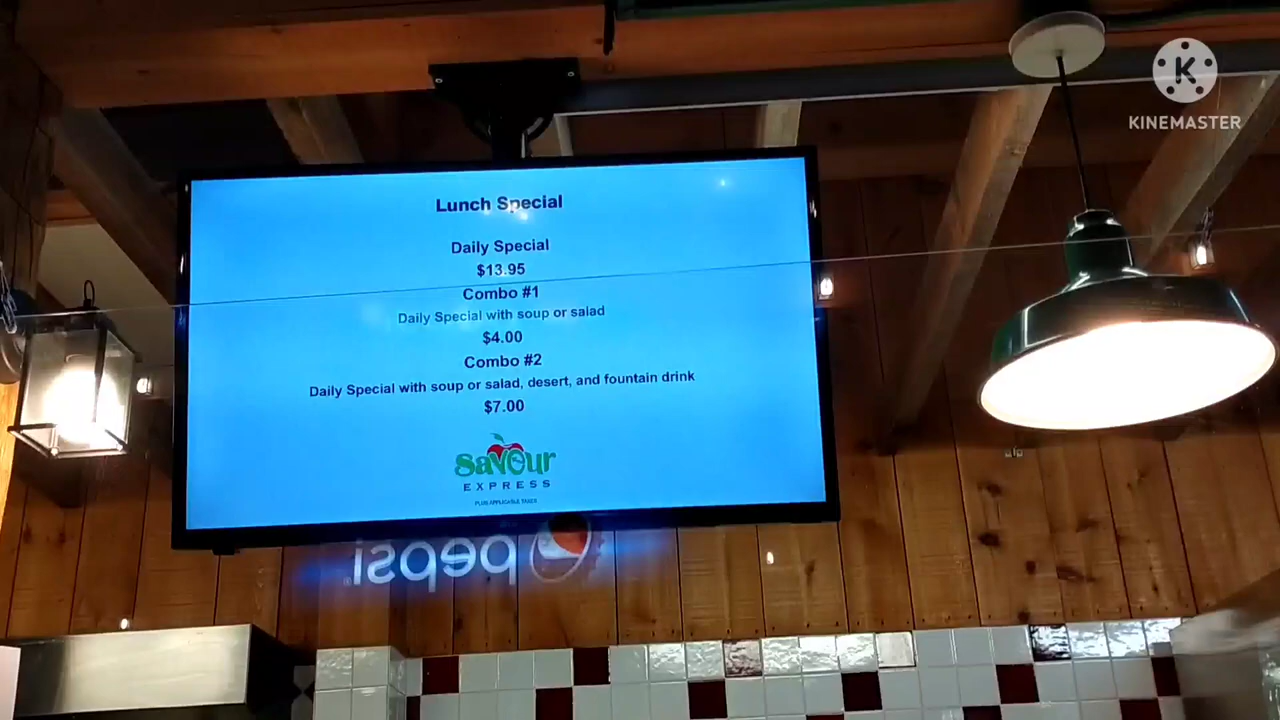 K
KINEMASTER
Lunch Special
Daily Special
$13.95
Combo #1
Daily Special with soup or salad
$4.00
Combo #2
Daily Special with soup or salad, desert, and fountain drink
$7.00
savour
EXPRESS
PLUS APPLICABLE TAXES
pepsi